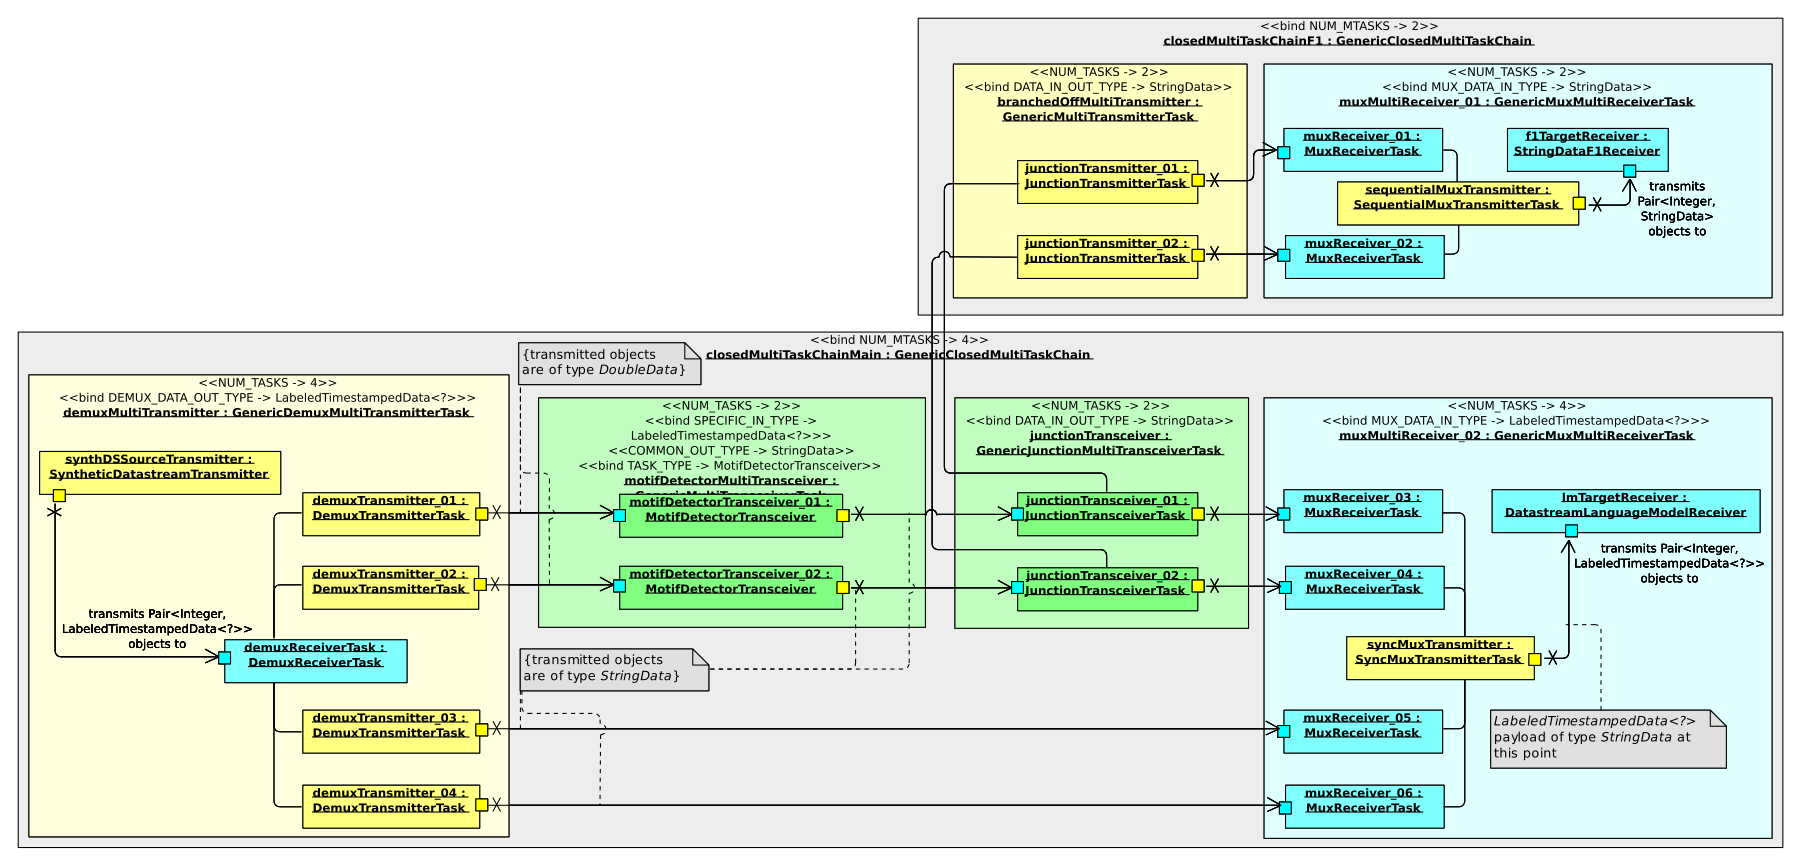 <<bind NUM_MTASKS -> 2>>
closedMultiTaskChainF1 : GenericClosedMultiTaskChain
<<NUM_TASKS -> 2>>
<<bind DATA_IN_OUT_TYPE -> StringData>>
branchedOffMultiTransmitter :
GenericMultiTransmitterTask
junctionTransmitter_01 :
JunctionTransmitterTask
junctionTransmitter_02 :
JunctionTransmitterTask
<<NUM_TASKS -> 2>>
<<bind MUX_DATA_IN_TYPE -> StringData>>
muxMultiReceiver_01 : GenericMuxMultiReceiverTask
muxReceiver_01 :
MuxReceiverTask
f1TargetReceiver :
StringDataF1Receiver
sequentialMuxTransmitter :
SequentialMuxTransmitterTask
transmits
Pair<Integer,
StringData>
objects to
muxReceiver_02 :
MuxReceiverTask
<<bind NUM_MTASKS -> 4>>
closedMultiTaskChainMain : GenericClosedMultiTaskChain
{transmitted objects
are of type DoubleData}
<<NUM_TASKS -> 4>>
<<bind DEMUX_DATA_OUT_TYPE -> LabeledTimestampedData<?>>>
demuxMultiTransmitter : GenericDemuxMultiTransmitterTask
synthDSSourceTransmitter :
SyntheticDatastreamTransmitter
demuxTransmitter_01 :
DemuxTransmitterTask
demuxTransmitter_02 :
DemuxTransmitterTask
transmits Pair<Integer,
LabeledTimestampedData<?>>
objects to
demuxReceiverTask :
DemuxReceiverTask
demuxTransmitter_03 :
DemuxTransmitterTask
demuxTransmitter_04 :
DemuxTransmitterTask
<<NUM_TASKS -> 2>>
<<bind SPECIFIC_IN_TYPE ->
LabeledTimestampedData<?>>>
<<COMMON_OUT_TYPE -> StringData>>
<<bind TASK_TYPE -> MotifDetectorTransceiver>>
motifDetectorMultiTransceiver :
GenericMultiTransceiverTask
motifDetectorTransceiver_01 :
MotifDetectorTransceiver
motifDetectorTransceiver_02 :
MotifDetectorTransceiver
{transmitted objects
are of type StringData}
<<NUM_TASKS -> 2>>
<<bind DATA_IN_OUT_TYPE -> StringData>>
junctionTransceiver :
GenericJunctionMultiTransceiverTask
junctionTransceiver_01 :
JunctionTransceiverTask
junctionTransceiver_02 :
JunctionTransceiverTask
<<NUM_TASKS -> 4>>
<<bind MUX_DATA_IN_TYPE -> LabeledTimestampedData<?>>>
muxMultiReceiver_02 : GenericMuxMultiReceiverTask
muxReceiver_03 :
MuxReceiverTask
lmTargetReceiver :
DatastreamLanguageModelReceiver
transmits Pair<Integer,
LabeledTimestampedData<?>>
objects to
muxReceiver_04 :
MuxReceiverTask
syncMuxTransmitter :
SyncMuxTransmitterTask
muxReceiver_05 :
MuxReceiverTask
LabeledTimestampedData<?>
payload of type StringData at
this point
muxReceiver_06 :
MuxReceiverTask